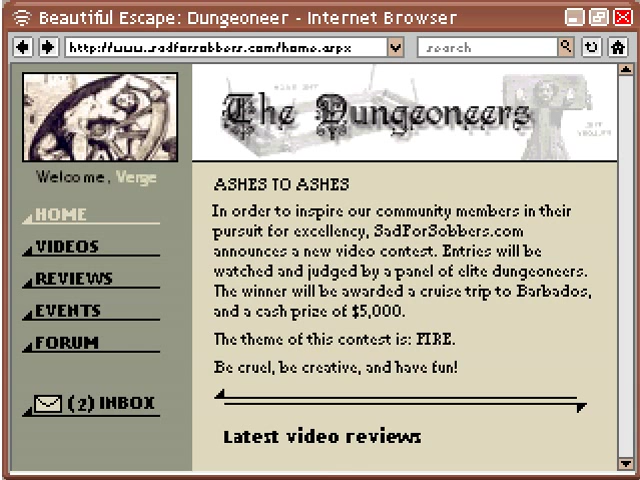 Beautiful Escape: Dungeoneer - Internet Browser
http://www.sadforsobbers.com/home.arpx
search
The Dungeoneers
Welcome, Verge
HOME
VIDEOS
REVIEWS
EVENTS
FORUM
(2) INBOX
ASHES TO ASHES
In order to inspire our community members in their
pursuit for excellency, SadForSobbers.com
announces a new video contest. Entries will be
watched and judged by a panel of elite dungeoneers.
The winner will be awarded a cruise trip to Barbados,
and a cash prize of $5,000.
The theme of this contest is: FIRE.
Be cruel, be creative, and have fun!
Latest video reviews